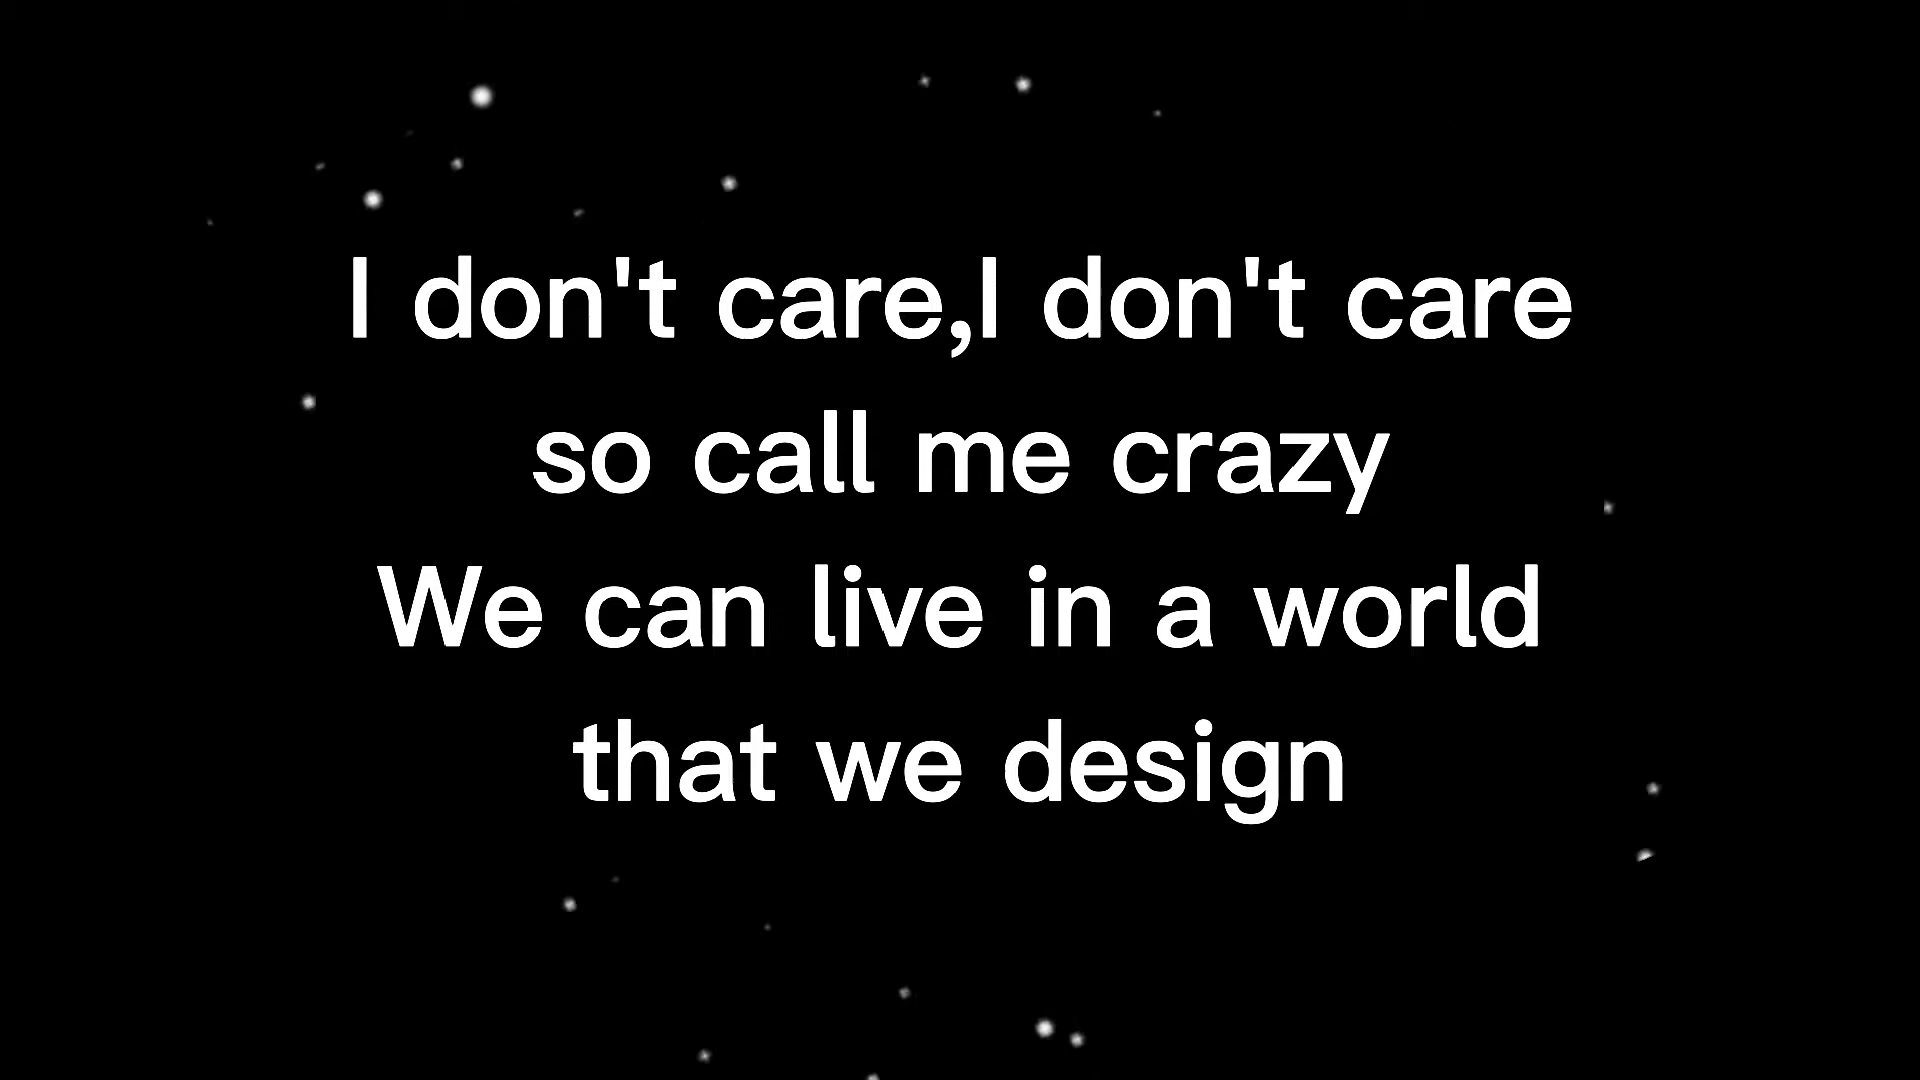 I don't care,I don't care
so call me crazy
We can live in a world
that we design